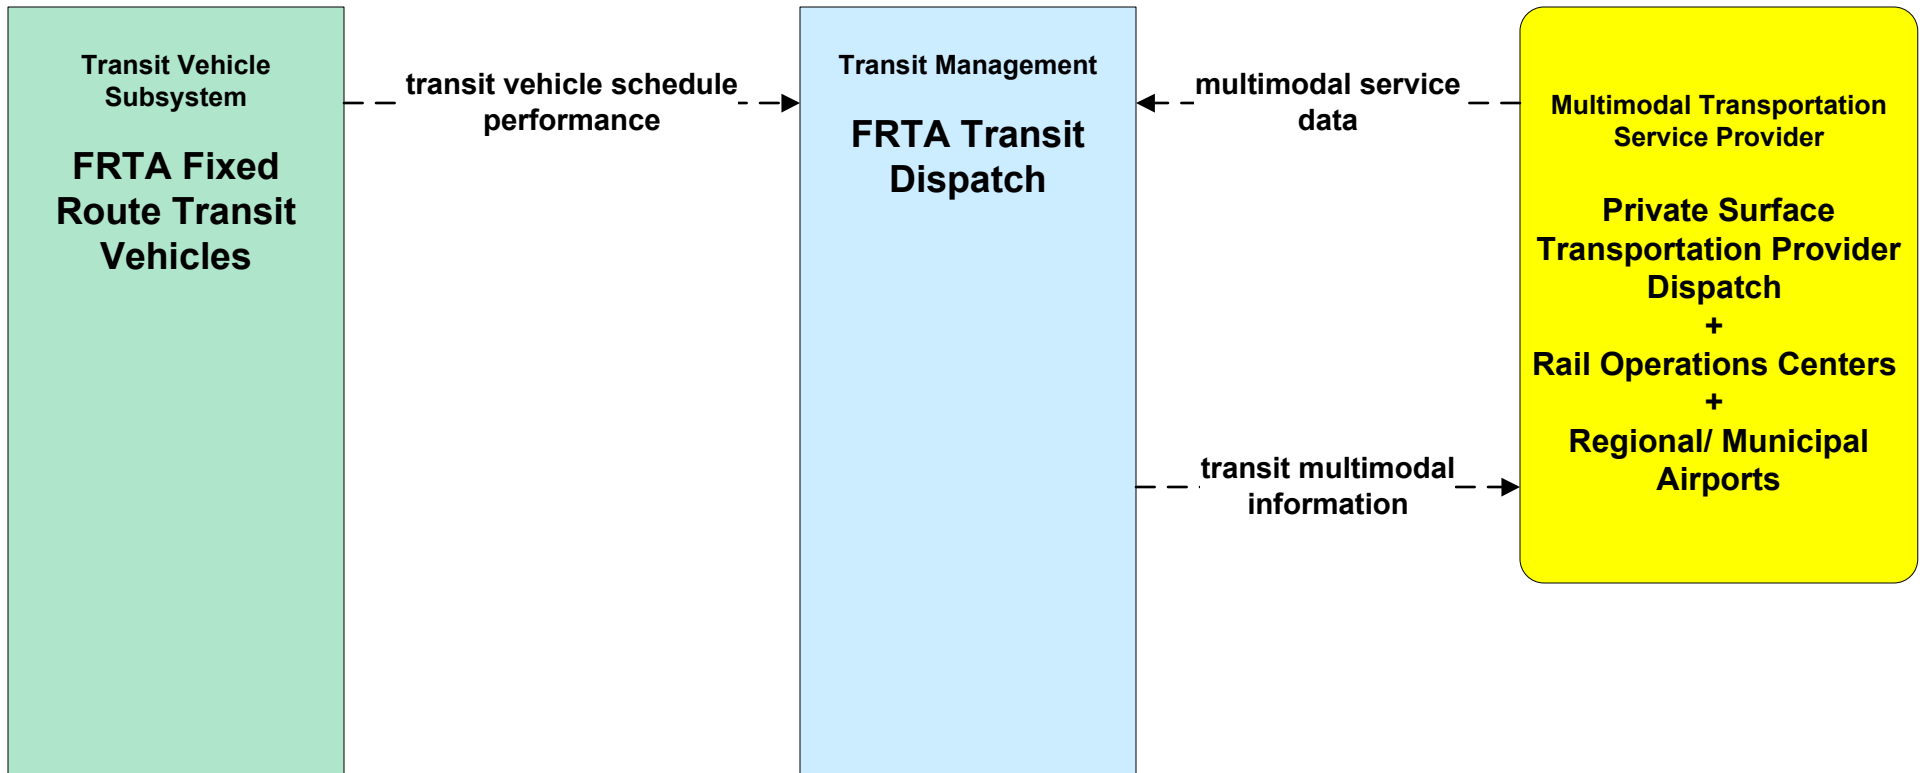 Transit Vehicle
Subsystem
FRTA Fixed
Route Transit
Vehicles
transit vehicle schedule
performance
Transit Management
FRTA Transit
Dispatch
multimodal service
data
transit multimodal
information
Multimodal Transportation
Service Provider
Private Surface
Transportation Provider
Dispatch
+
Rail Operations Centers
+
Regional/ Municipal
Airports